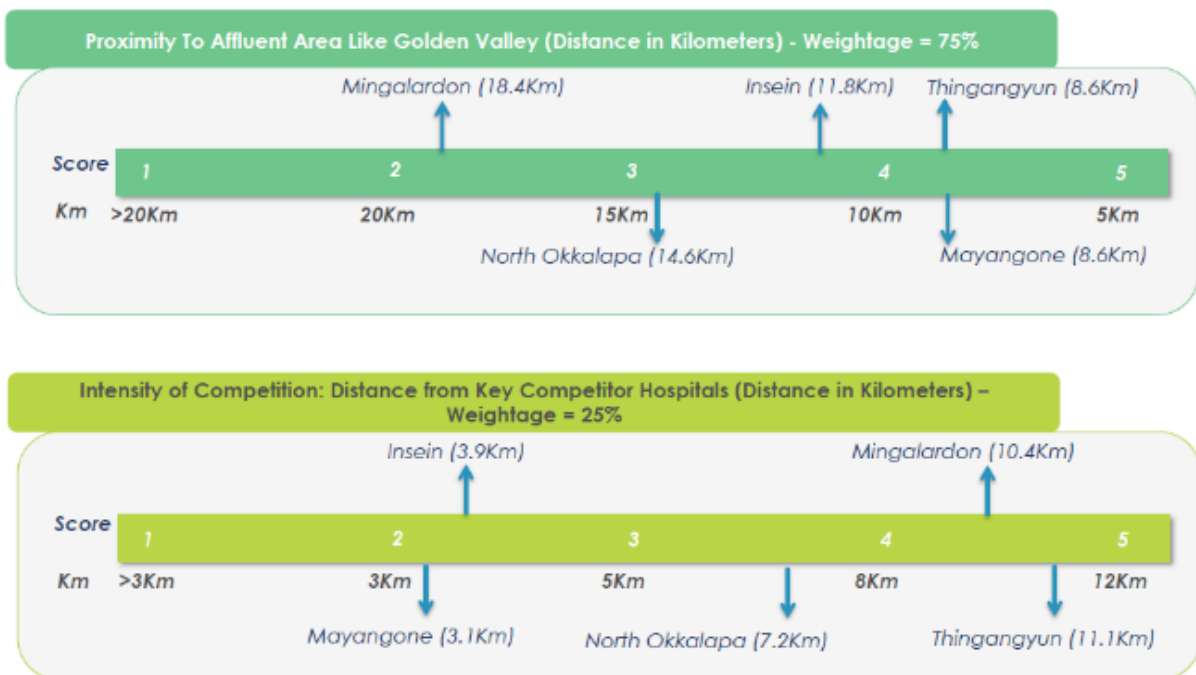 Proximity To Affluent Area Like Golden Valley (Distance in Kilometers) - Weightage = 75%
Mingalardon (18.4Km) Insein (11.8Km) Thingangyun (8.6Km)
Score 1 2 3 4 5
Km >20Km 20Km 15Km 10Km 5Km
North Okkalapa (14.6Km) Mayangone (8.6Km)
Intensity of Competition: Distance from Key Competitor Hospitals (Distance in Kilometers) –
Weightage = 25%
Insein (3.9Km) Mingalardon (10.4Km)
Score 1 2 3 4 5
Km >3Km 3Km 5Km 8Km 12Km
Mayangone (3.1Km) North Okkalapa (7.2Km) Thingangyun (11.1Km)